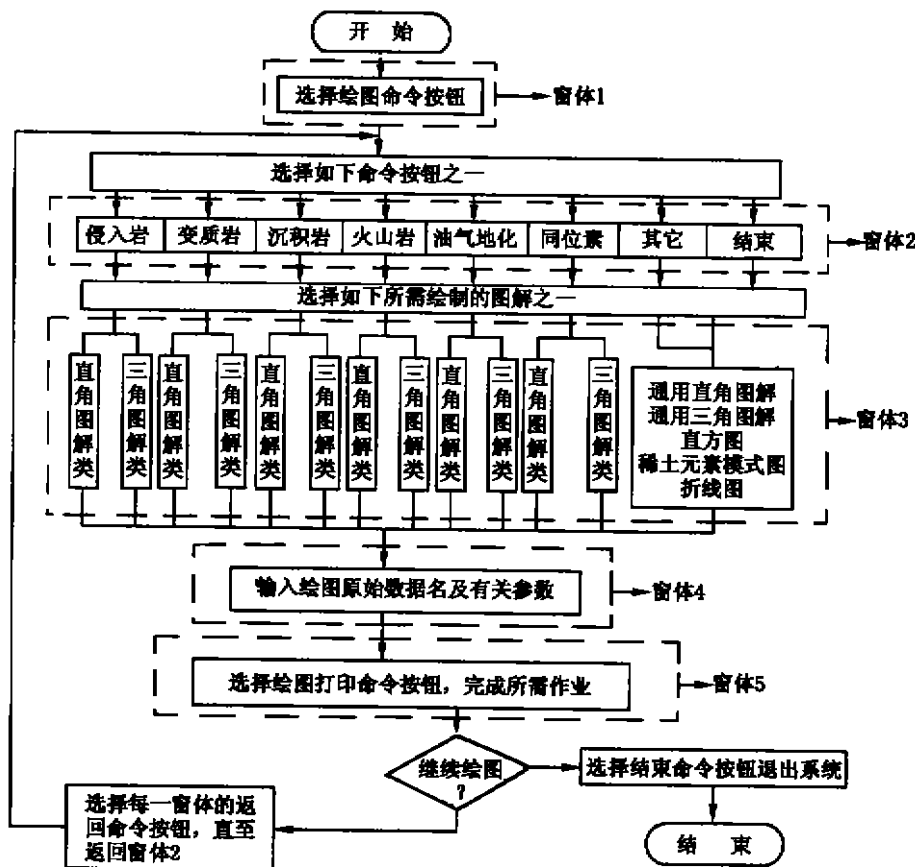 开 始
选择绘图命令按钮
窗体1
选择如下命令按钮之一
侵入岩
变质岩
沉积岩
火山岩
油气地化
同位素
其它
结束
窗体2
选择如下所需绘制的图解之一
直角图解类
三角图解类
直角图解类
三角图解类
直角图解类
三角图解类
直角图解类
三角图解类
直角图解类
三角图解类
直角图解类
三角图解类
通用直角图解
通用三角图解
直方图
稀土元素模式图
折线图
窗体3
输入绘图原始数据名及有关参数
窗体4
选择绘图打印命令按钮，完成所需作业
窗体5
继续绘图
？
选择结束命令按钮退出系统
选择每一窗体的返
回命令按钮，直至
返回窗体2
结 束